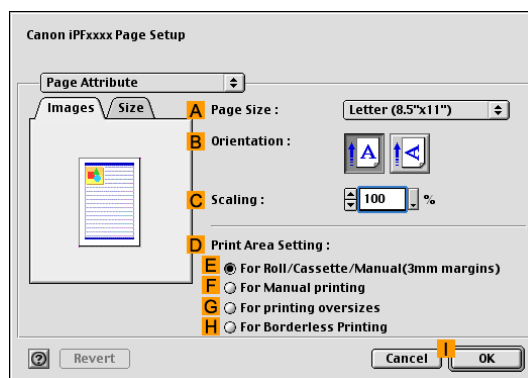 Canon iPFxxxx Page Setup
Page Attribute
Images Size
A Page Size : Letter (8.5"x11")
B Orientation :
A A
C Scaling : 100 %
D Print Area Setting :
E For Roll/Cassette/Manual(3mm margins)
F For Manual printing
G For printing oversizes
H For Borderless Printing
? Revert Cancel I OK